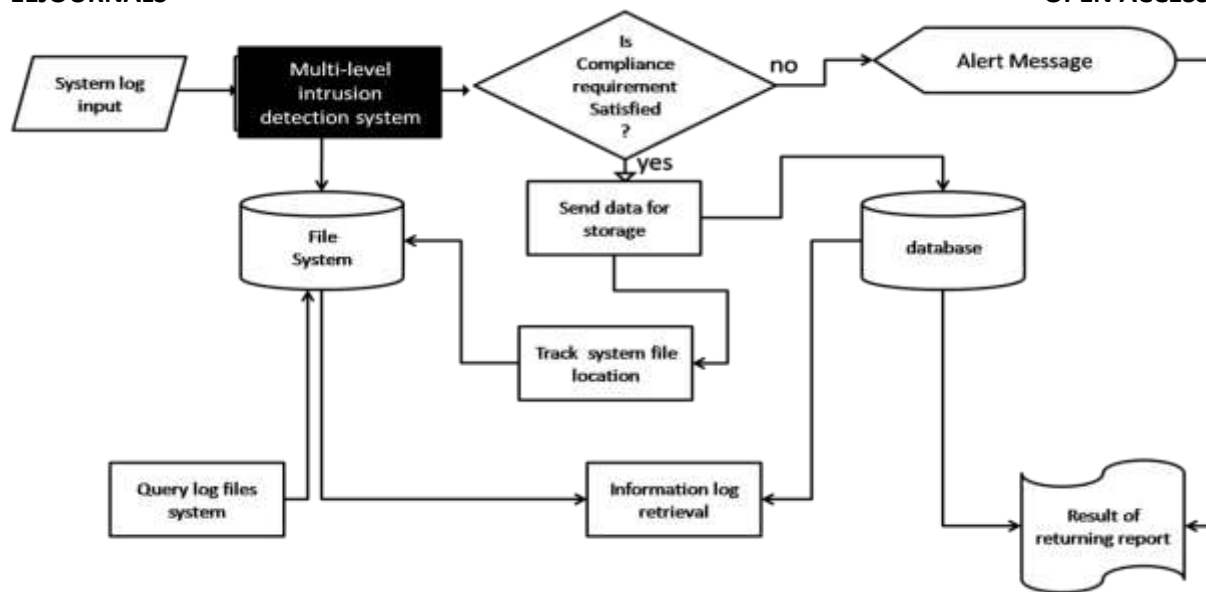 System log
input
Multi-level
intrusion
detection system
Is
Compliance
requirement
Satisfied
?
no
Alert Message
yes
Send data for
storage
File
System
database
Track system file
location
Query log files
system
Information log
retrieval
Result of
returning report